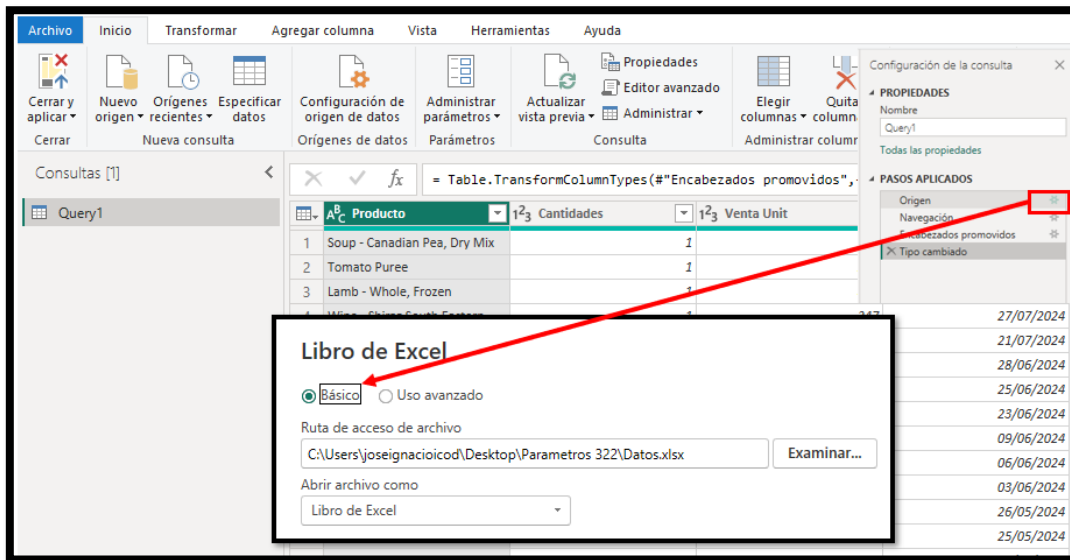 Archivo Inicio Transformar Agregar columna Vista Herramientas Ayuda
Cerrar y aplicar
Nuevo origen
Orígenes recientes
Especificar datos
Configuración de origen de datos
Administrar parámetros
Actualizar vista previa
Propiedades
Editor avanzado
Administrar
Elegir columnas
Quita
column
Cerrar Nueva consulta Orígenes de datos Parámetros Consulta Administrar columr
Configuración de la consulta
PROPIEDADES
Nombre
Query1
Todas las propiedades
PASOS APLICADOS
Origen
Navegación
Encabezados promovidos
Tipo cambiado
Consultas [1]
Query1
fx = Table.TransformColumnTypes(#"Encabezados promovidos",
ABC Producto 123 Cantidades 123 Venta Unit
1 Soup - Canadian Pea, Dry Mix 1
2 Tomato Puree 1
3 Lamb - Whole, Frozen 1
27/07/2024
21/07/2024
28/06/2024
25/06/2024
23/06/2024
09/06/2024
06/06/2024
03/06/2024
26/05/2024
25/05/2024
Libro de Excel
Básico Uso avanzado
Ruta de acceso de archivo
C:\Users\joseignacioicod\Desktop\Parametros 322\Datos.xlsx Examinar...
Abrir archivo como
Libro de Excel